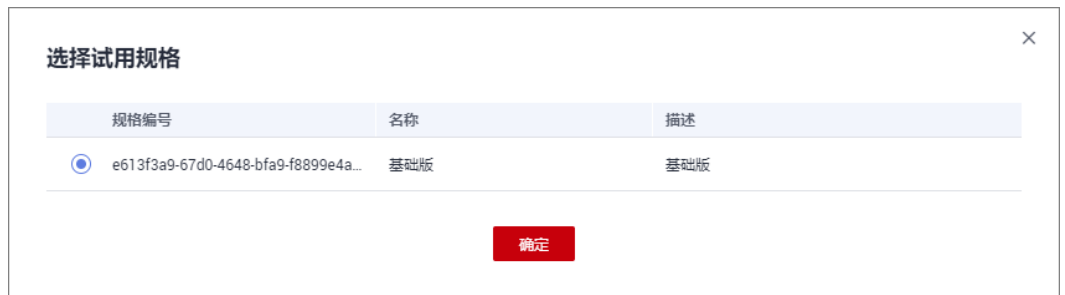 选择试用规格
规格编号 名称 描述
e613f3a9-67d0-4648-bfa9-f8899e4a... 基础版 基础版
确定